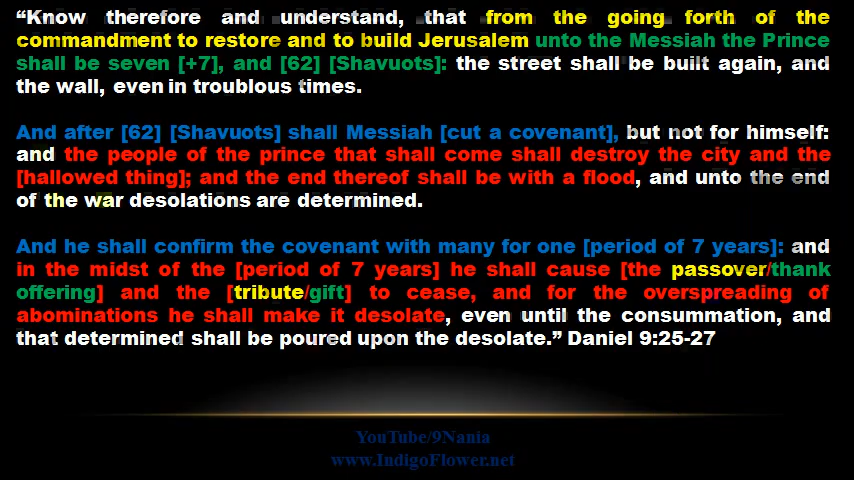 “Know therefore and understand, that from the going forth of the
commandment to restore and to build Jerusalem unto the Messiah the Prince
shall be seven [+7], and [62] [Shavuots]: the street shall be built again, and
the wall, even in troublous times.
And after [62] [Shavuots] shall Messiah [cut a covenant], but not for himself:
and the people of the prince that shall come shall destroy the city and the
[hallowed thing]; and the end thereof shall be with a flood, and unto the end
of the war desolations are determined.
And he shall confirm the covenant with many for one [period of 7 years]: and
in the midst of the [period of 7 years] he shall cause [the passover/thank
offering] and the [tribute/gift] to cease, and for the overspreading of
abominations he shall make it desolate, even until the consummation, and
that determined shall be poured upon the desolate.” Daniel 9:25-27
YouTube/9Nania
www.IndigoFlower.net